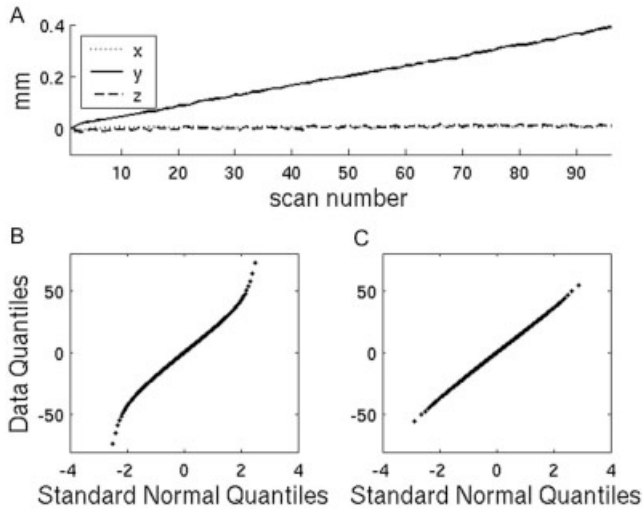 A
0.4
0.2
0
mm
x
y
z
10 20 30 40 50 60 70 80 90
scan number
B C
50 50
0 0
-50 -50
Data Quantiles
-4 -2 0 2 4 -4 -2 0 2 4
Standard Normal Quantiles Standard Normal Quantiles